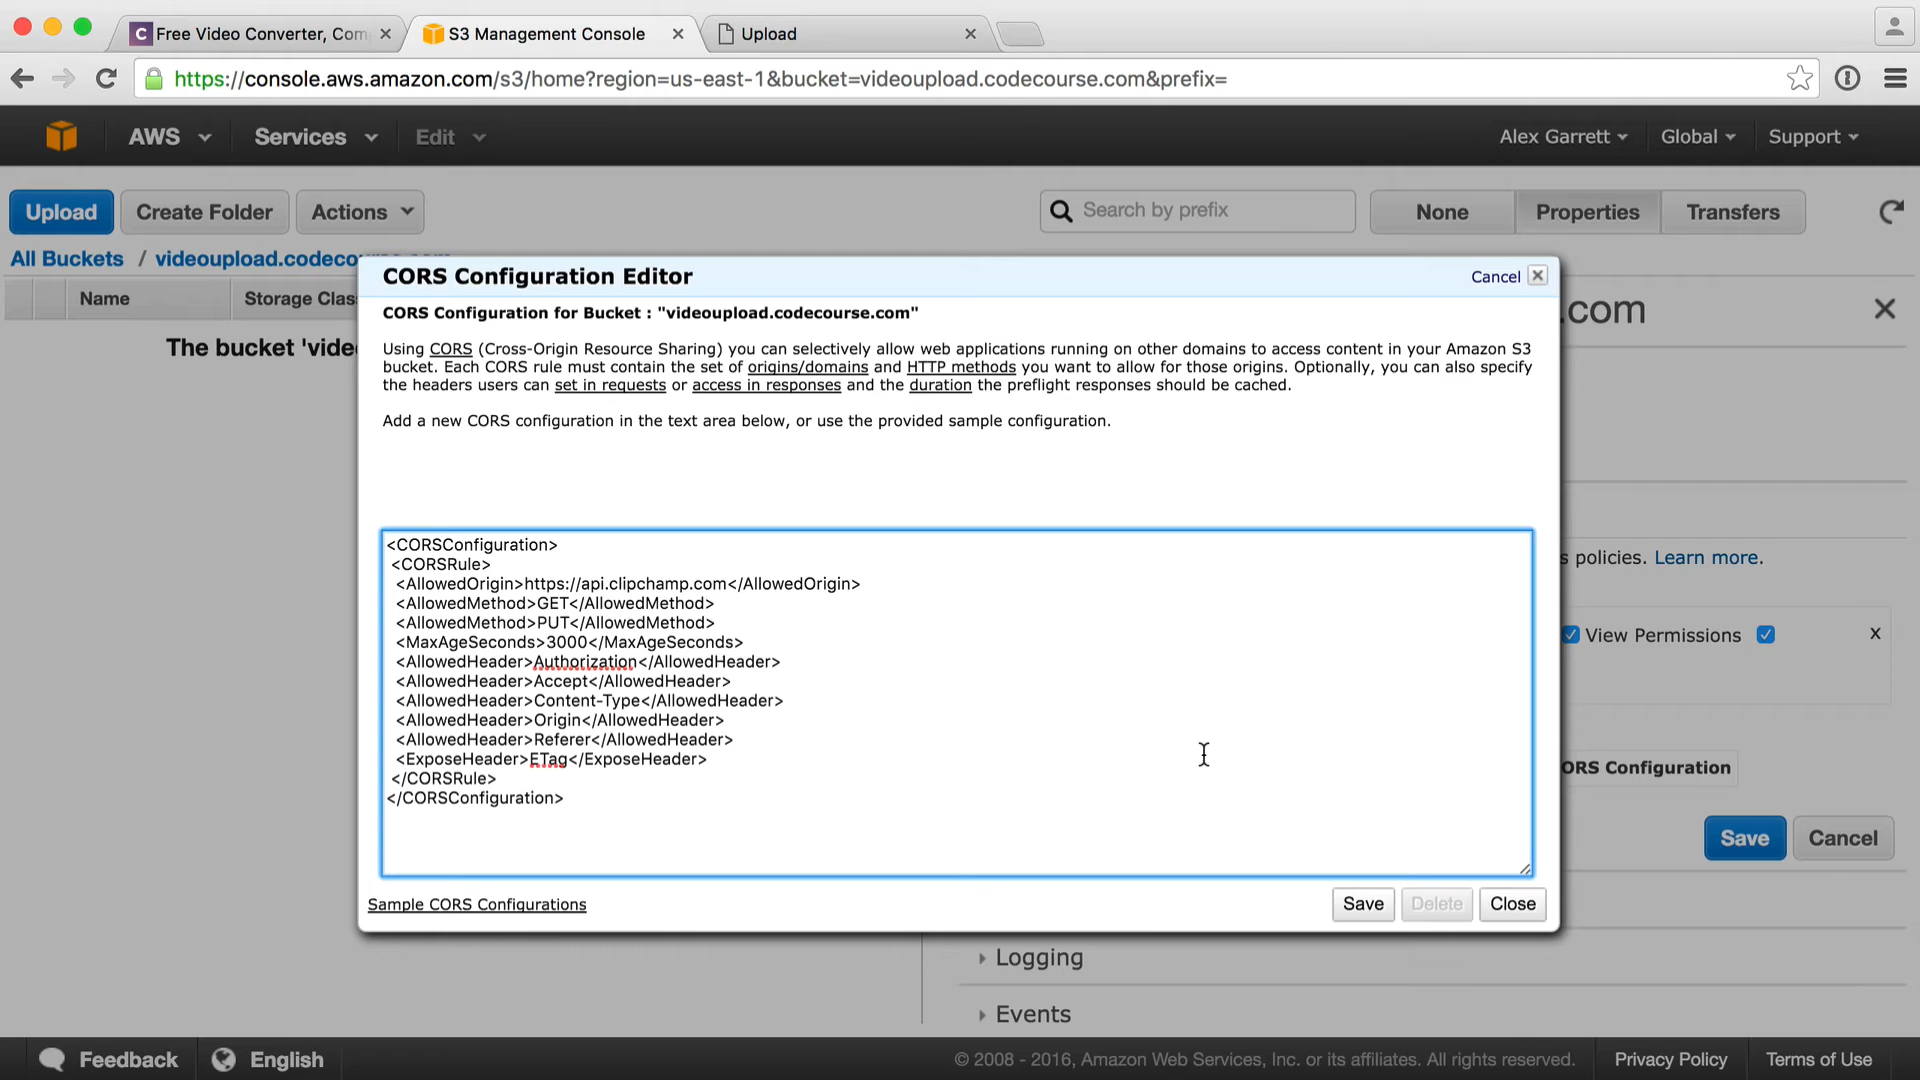 C Free Video Converter, Com
S3 Management Console
Upload
https://console.aws.amazon.com/s3/home?region=us-east-1&bucket=videoupload.codecourse.com&prefix=
AWS
Services
Edit
Alex Garrett
Global
Support
Upload
Create Folder
Actions
Search by prefix
None
Properties
Transfers
All Buckets / videoupload.codeco
Name
Storage Clas
The bucket 'vide
.com
CORS Configuration Editor
Cancel
CORS Configuration for Bucket : "videoupload.codecourse.com"
Using CORS (Cross-Origin Resource Sharing) you can selectively allow web applications running on other domains to access content in your Amazon S3
bucket. Each CORS rule must contain the set of origins/domains and HTTP methods you want to allow for those origins. Optionally, you can also specify
the headers users can set in requests or access in responses and the duration the preflight responses should be cached.
Add a new CORS configuration in the text area below, or use the provided sample configuration.
<CORSConfiguration>
<CORSRule>
<AllowedOrigin>https://api.clipchamp.com</AllowedOrigin>
<AllowedMethod>GET</AllowedMethod>
<AllowedMethod>PUT</AllowedMethod>
<MaxAgeSeconds>3000</MaxAgeSeconds>
<AllowedHeader>Authorization</AllowedHeader>
<AllowedHeader>Accept</AllowedHeader>
<AllowedHeader>Content-Type</AllowedHeader>
<AllowedHeader>Origin</AllowedHeader>
<AllowedHeader>Referer</AllowedHeader>
<ExposeHeader>ETag</ExposeHeader>
</CORSRule>
</CORSConfiguration>
Sample CORS Configurations
Save
Delete
Close
s policies. Learn more.
View Permissions
x
ORS Configuration
Save
Cancel
Logging
Events
Feedback
English
© 2008 - 2016, Amazon Web Services, Inc. or its affiliates. All rights reserved.
Privacy Policy
Terms of Use